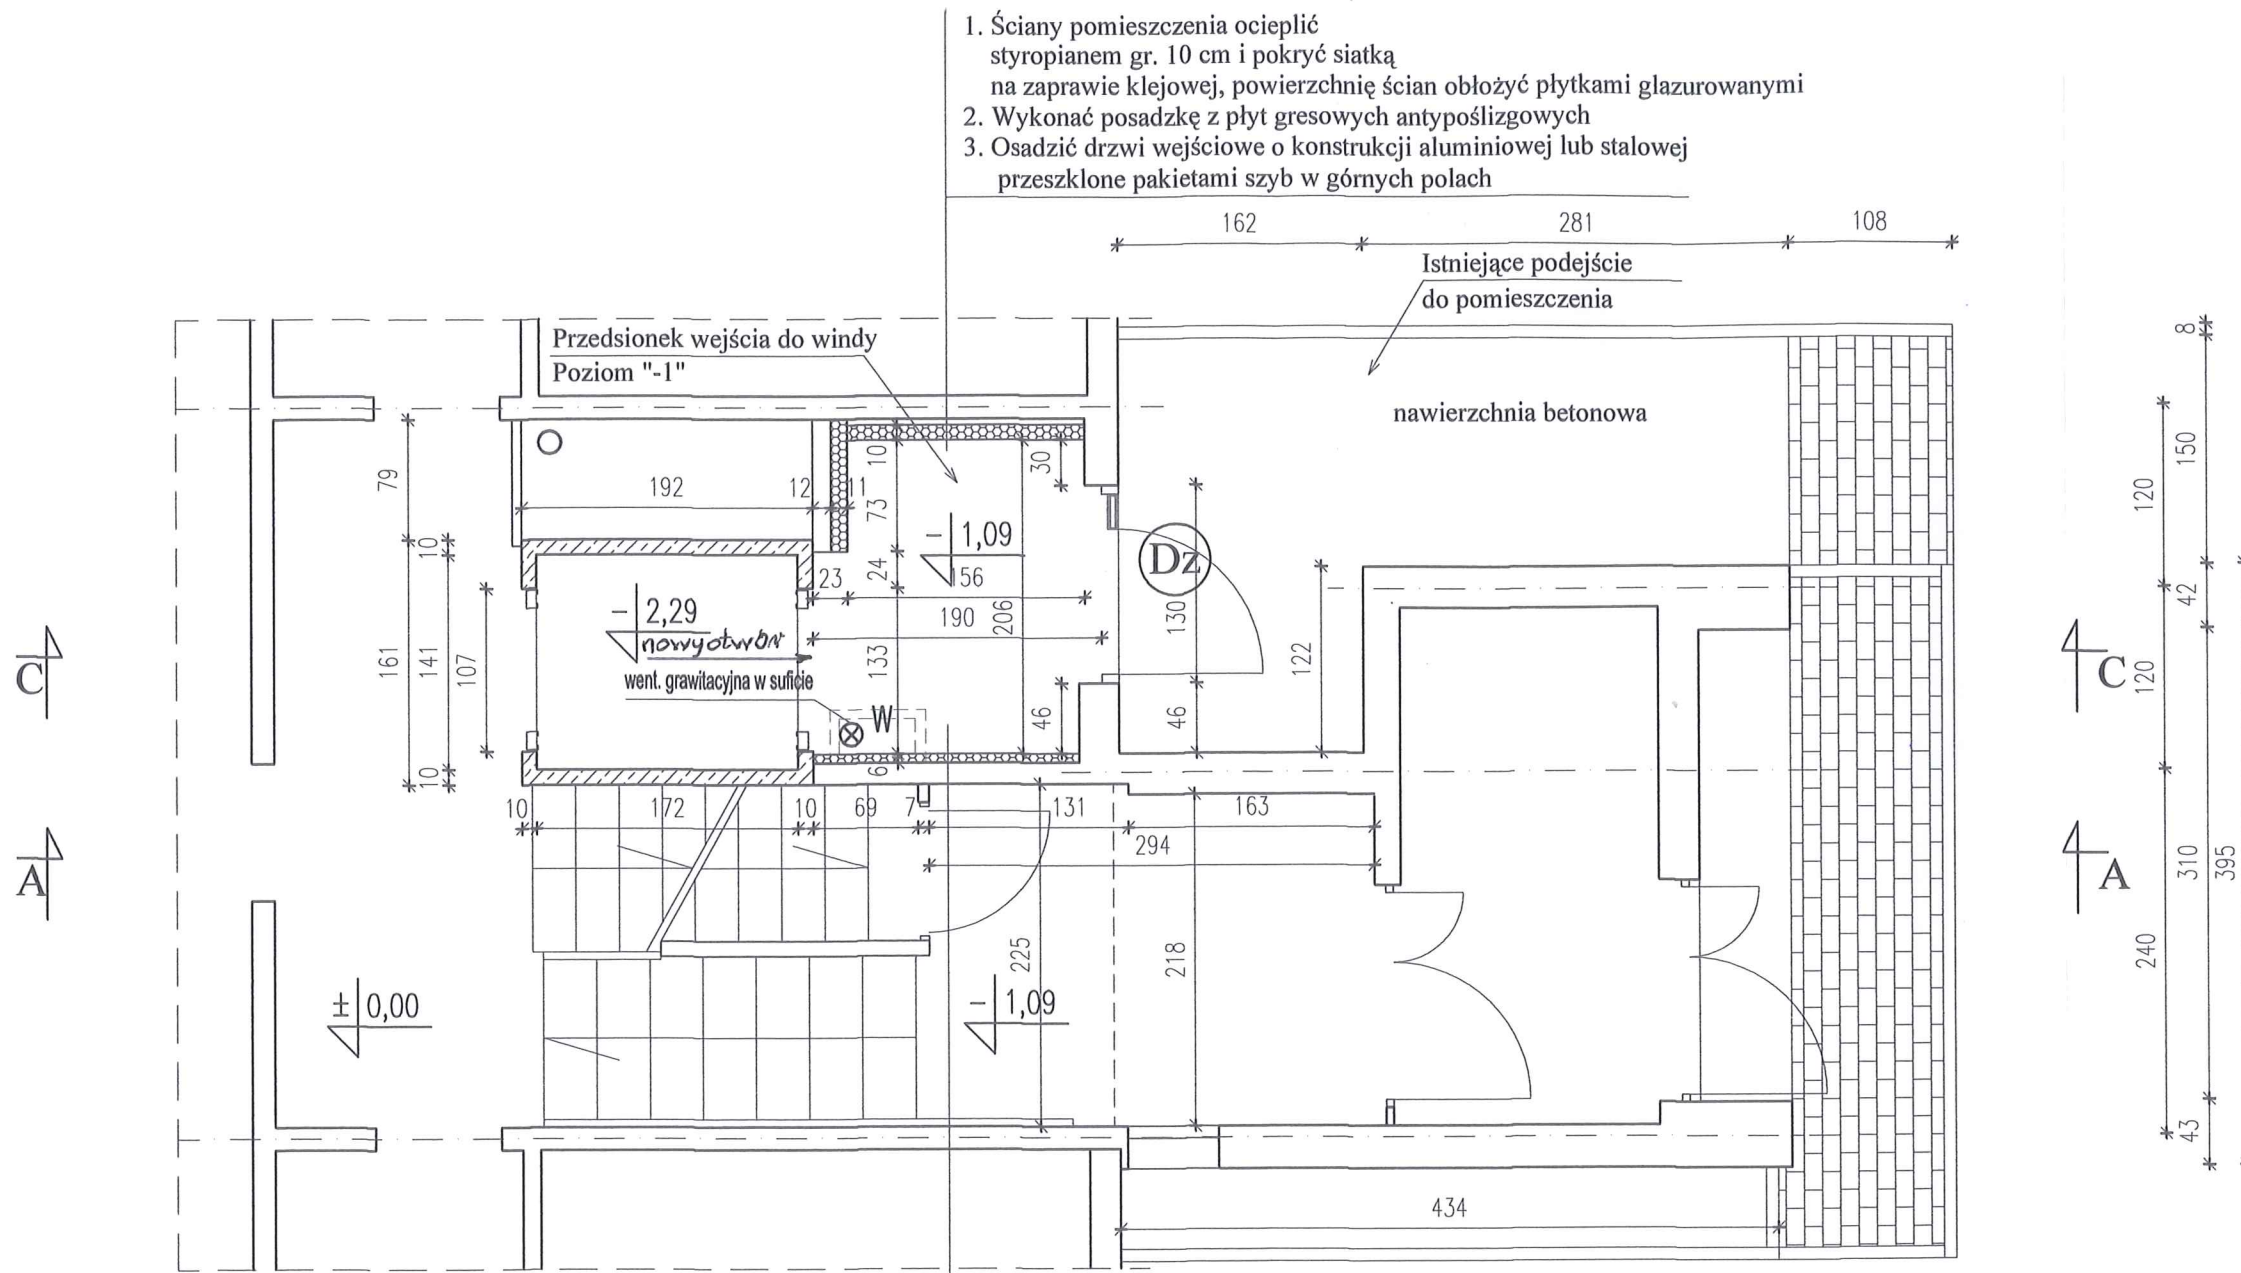 1. Ściany pomieszczenia ocieplić
styropianem gr. 10 cm i pokryć siatką
na zaprawie klejowej, powierzchnię ścian obłożyć płytkami glazurowanymi
2. Wykonać posadzkę z płyt gresowych antypoślizgowych
3. Osadzić drzwi wejściowe o konstrukcji aluminiowej lub stalowej
przeszklone pakietami szyb w górnych polach
162 281 108
Istniejące podejście
do pomieszczenia
Przedsionek wejścia do windy
Poziom "-1"
nawierzchnia betonowa
8
150
120
79
192 12 11
10
73
30
- 1,09
Dz
10
23
24
156
42
- 2,29
nowy otwór
190
206
130
122
161
141
107
133
went. grawitacyjna w suficie
W
46
46
120
C
C
10
6
10 172 10 69 7 131 163
294
A
A
310
395
225
218
240
± 0,00
- 1,09
43
434